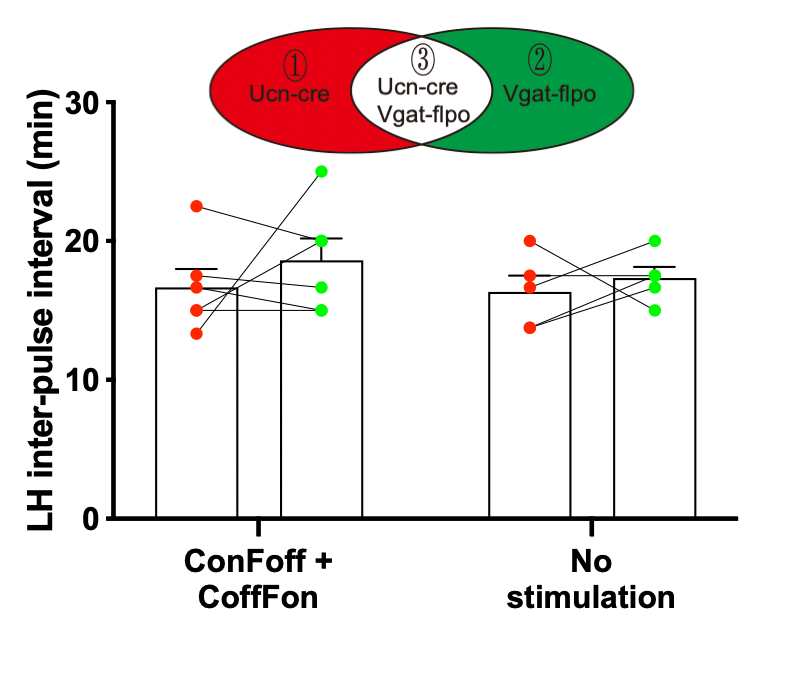 ① ③ ②
Ucn-cre
Ucn-cre
Vgat-flpo
Vgat-flpo
LH inter-pulse interval (min)
30
20
10
0
ConFoff +
CoffFon
No
stimulation